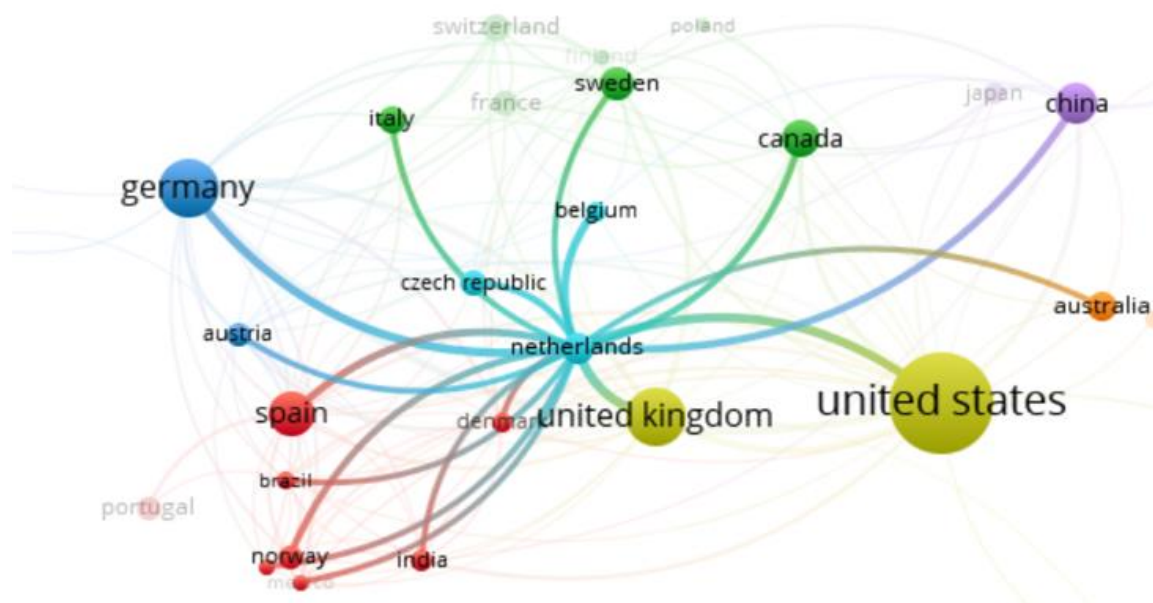 switzerland
poland
finland
sweden
france
japan
china
italy
canada
germany
belgium
czech republic
australia
austria
netherlands
united states
spain
denmark
united kingdom
brazil
portugal
norway
india